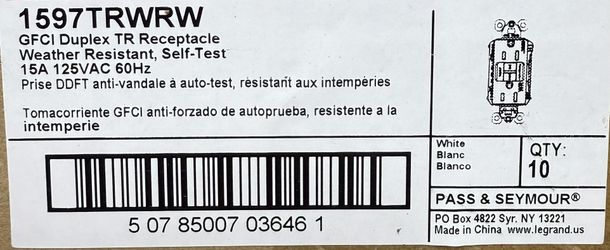 1597TRWRW
GFCI Duplex TR Receptacle
Weather Resistant, Self-Test
15A 125VAC 60Hz
Prise DDFT anti-vandale à auto-test, résistant aux intempéries
Tomacorriente GFCI anti-forzado de autoprueba, resistente a la
intemperie
5 07 85007 03646 1
White
Blanc
Blanco
QTY:
10
PASS & SEYMOUR®
PO Box 4822 Syr. NY 13221
Made in China www.legrand.us